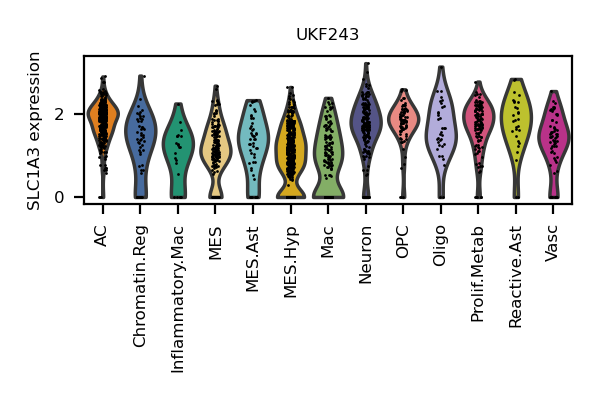 UKF243
SLC1A3 expression
2
0
AC
Chromatin.Reg
Inflammatory.Mac
MES
MES.Ast
MES.Hyp
Mac
Neuron
OPC
Oligo
Prolif.Metab
Reactive.Ast
Vasc